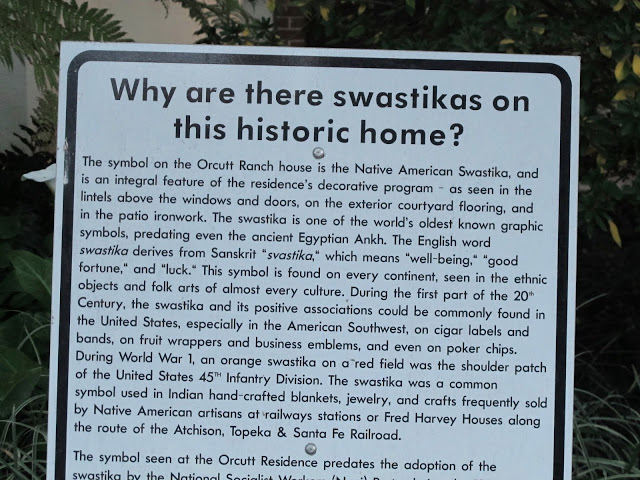 Why are there swastikas on
this historic home?
The symbol on the Orcutt Ranch house is the Native American Swastika, and
is an integral feature of the residence's decorative program - as seen in the
lintels above the windows and doors, on the exterior courtyard flooring, and
in the patio ironwork. The swastika is one of the world's oldest known graphic
symbols, predating even the ancient Egyptian Ankh. The English word
swastika derives from Sanskrit "svastika," which means "well-being," "good
fortune," and "luck." This symbol is found on every continent, seen in the ethnic
objects and folk arts of almost every culture. During the first part of the 20th
Century, the swastika and its positive associations could be commonly found in
the United States, especially in the American Southwest, on cigar labels and
bands, on fruit wrappers and business emblems, and even on poker chips.
During World War 1, an orange swastika on a red field was the shoulder patch
of the United States 45TH Infantry Division. The swastika was a common
symbol used in Indian hand-crafted blankets, jewelry, and crafts frequently sold
by Native American artisans at railways stations or Fred Harvey Houses along
the route of the Atchison, Topeka & Santa Fe Railroad.
The symbol seen at the Orcutt Residence predates the adoption of the
swastika by the National Socialist Workers (Nazi)